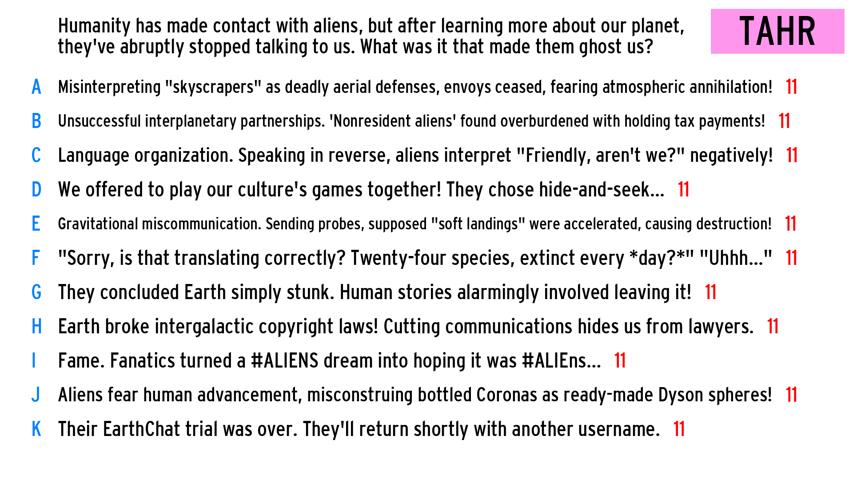 Humanity has made contact with aliens, but after learning more about our planet,
they've abruptly stopped talking to us. What was it that made them ghost us?
TAHR
A Misinterpreting "skyscrapers" as deadly aerial defenses, envoys ceased, fearing atmospheric annihilation! 11
B Unsuccessful interplanetary partnerships. 'Nonresident aliens' found overburdened with holding tax payments! 11
C Language organization. Speaking in reverse, aliens interpret "Friendly, aren't we?" negatively! 11
D We offered to play our culture's games together! They chose hide-and-seek... 11
E Gravitational miscommunication. Sending probes, supposed "soft landings" were accelerated, causing destruction! 11
F "Sorry, is that translating correctly? Twenty-four species, extinct every *day?*" "Uhhh..." 11
G They concluded Earth simply stunk. Human stories alarmingly involved leaving it! 11
H Earth broke intergalactic copyright laws! Cutting communications hides us from lawyers. 11
I Fame. Fanatics turned a #ALIENS dream into hoping it was #ALIEns... 11
J Aliens fear human advancement, misconstruing bottled Coronas as ready-made Dyson spheres! 11
K Their EarthChat trial was over. They'll return shortly with another username. 11